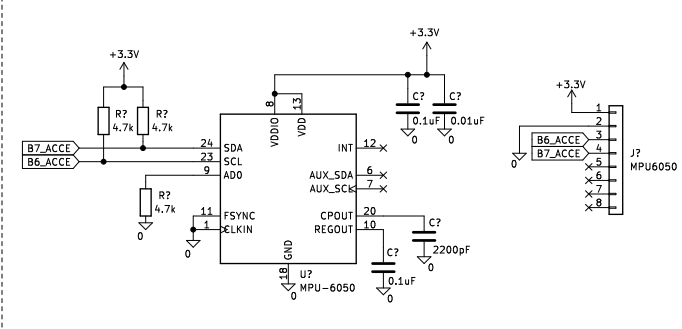 +3.3V
+3.3V
+3.3V
R?
4.7k
R?
4.7k
C?
0.1uF
C?
0.01uF
8
VDDIO
13
VDD
0
0
B7_ACCE
24
SDA
B6_ACCE
23
SCL
9
AD0
INT
12
AUX_SDA
6
AUX_SCL
7
R?
4.7k
0
11
FSYNC
1
CLKIN
0
CPOUT
20
REGOUT
10
C?
2200pF
0
C?
0.1uF
0
GND
18
0
U?
MPU-6050
1
2
B6_ACCE
3
B7_ACCE
4
5
6
7
8
0
J?
MPU6050